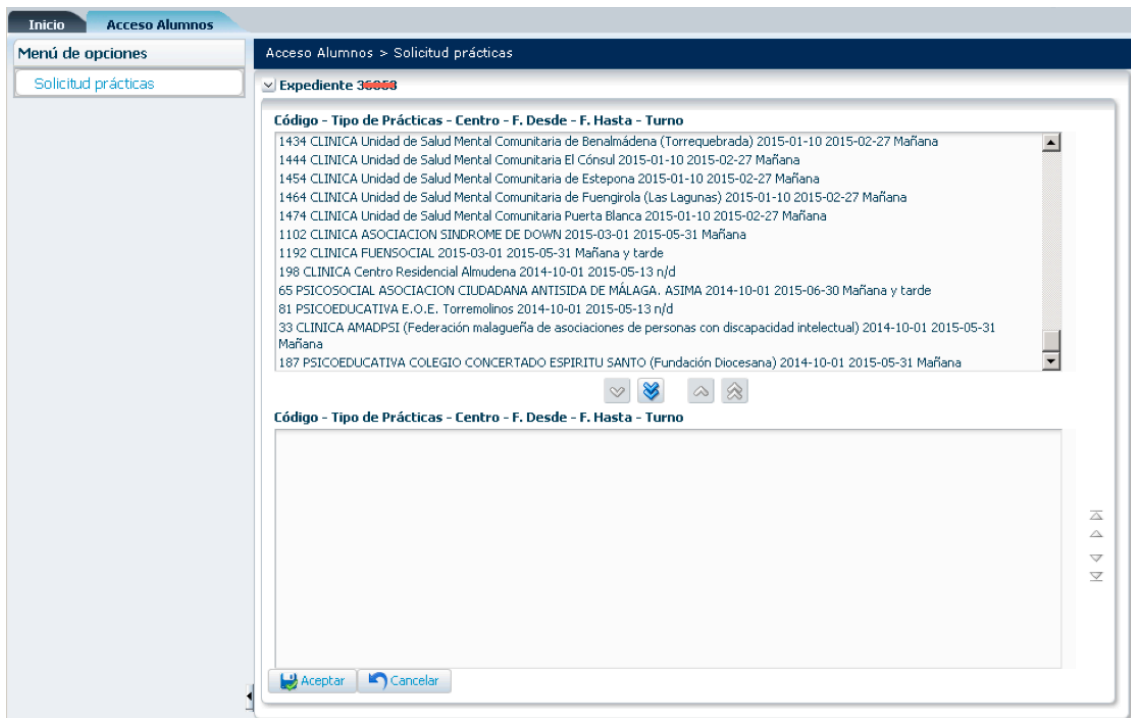 Inicio
Acceso Alumnos
Menú de opciones
Solicitud prácticas
Acceso Alumnos > Solicitud prácticas
Expediente
Código - Tipo de Prácticas - Centro - F. Desde - F. Hasta - Turno
1434 CLINICA Unidad de Salud Mental Comunitaria de Benalmádena (Torrequebrada) 2015-01-10 2015-02-27 Mañana
1444 CLINICA Unidad de Salud Mental Comunitaria El Cónsul 2015-01-10 2015-02-27 Mañana
1454 CLINICA Unidad de Salud Mental Comunitaria de Estepona 2015-01-10 2015-02-27 Mañana
1464 CLINICA Unidad de Salud Mental Comunitaria de Fuengirola (Las Lagunas) 2015-01-10 2015-02-27 Mañana
1474 CLINICA Unidad de Salud Mental Comunitaria Puerta Blanca 2015-01-10 2015-02-27 Mañana
1102 CLINICA ASOCIACION SINDROME DE DOWN 2015-03-01 2015-05-31 Mañana
1192 CLINICA FUENSOCIAL 2015-03-01 2015-05-31 Mañana y tarde
198 CLINICA Centro Residencial Almudena 2014-10-01 2015-05-13 n/d
65 PSICOSOCIAL ASOCIACION CIUDADANA ANTISIDA DE MÁLAGA. ASIMA 2014-10-01 2015-06-30 Mañana y tarde
81 PSICOEDUCATIVA E.O.E. Torremolinos 2014-10-01 2015-05-13 n/d
33 CLINICA AMADPSI (Federación malagueña de asociaciones de personas con discapacidad intelectual) 2014-10-01 2015-05-31
Mañana
187 PSICOEDUCATIVA COLEGIO CONCERTADO ESPIRITU SANTO (Fundación Diocesana) 2014-10-01 2015-05-31 Mañana
Código - Tipo de Prácticas - Centro - F. Desde - F. Hasta - Turno
Aceptar
Cancelar